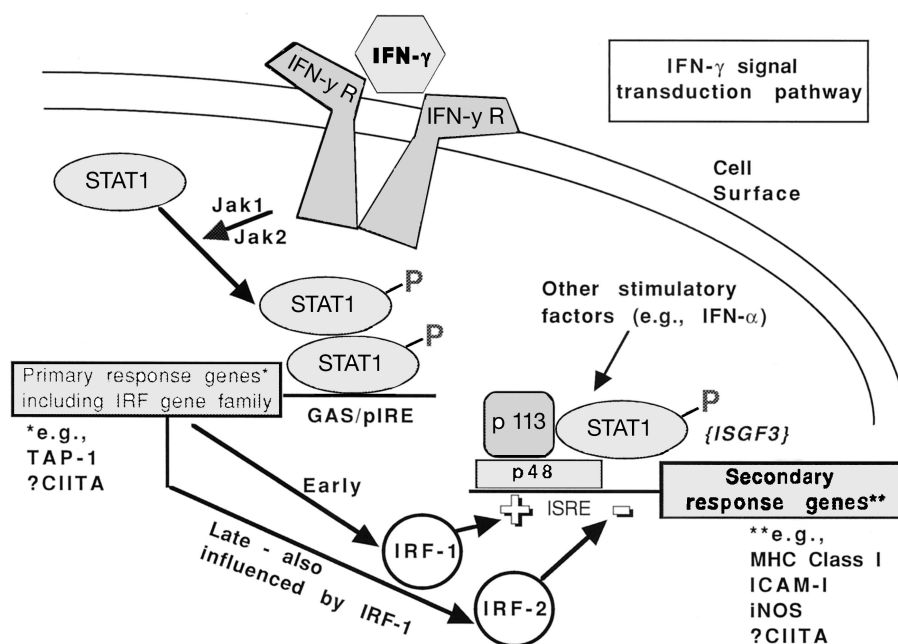 IFN-γ
IFN-γ signal
transduction pathway
IFN-y R
IFN-y R
Cell
Surface
STAT1
Jak1
Jak2
STAT1
P
STAT1
P
GAS/pIRE
Primary response genes*
including IRF gene family
*e.g.,
TAP-1
?CIITA
Other stimulatory
factors (e.g., IFN-α)
p 113
STAT1
P
{ISGF3}
p48
ISRE
+
-
Secondary
response genes**
**e.g.,
MHC Class I
ICAM-I
iNOS
?CIITA
Early
Late - also
influenced by IRF-1
IRF-1
IRF-2